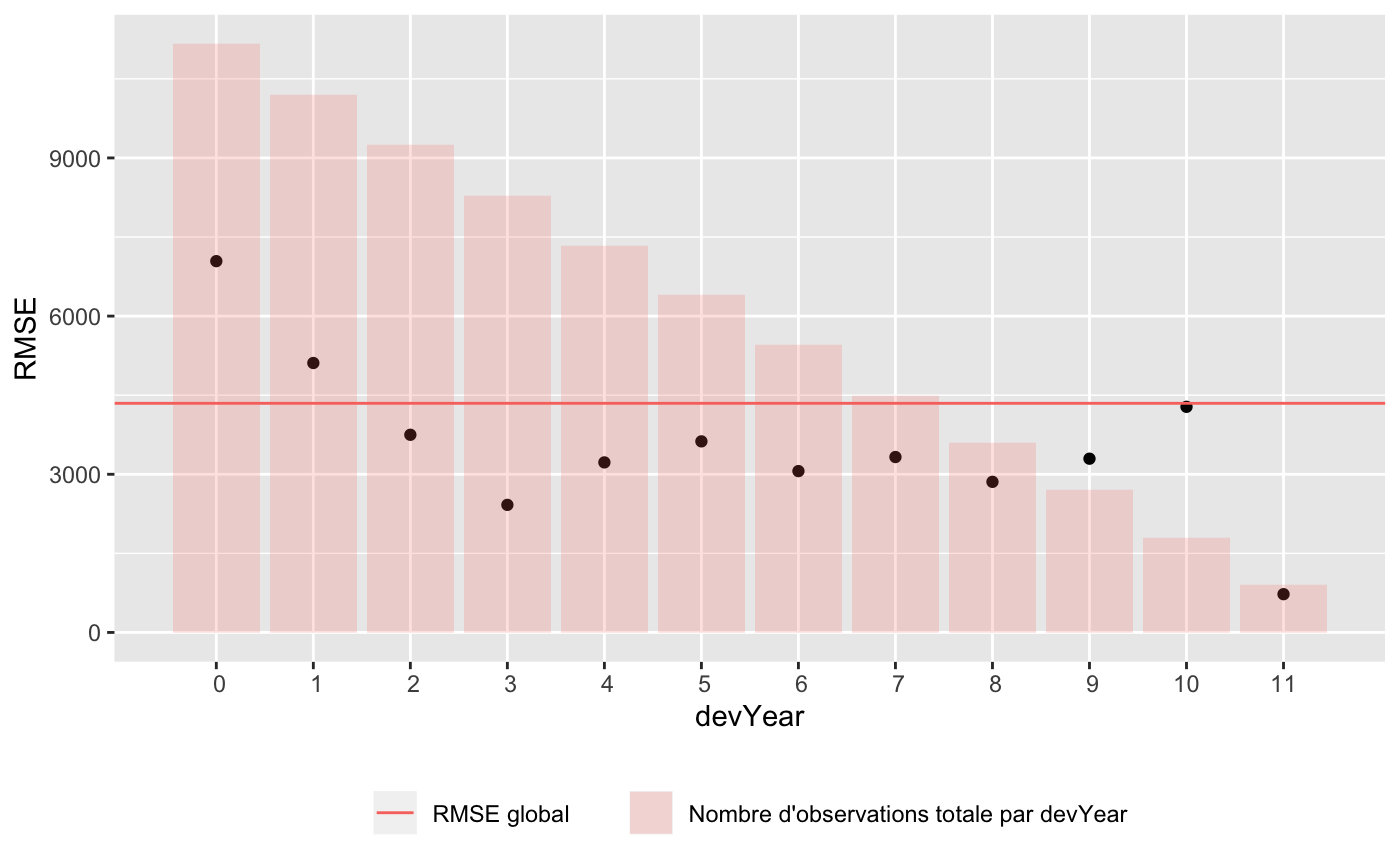 RMSE
9000
6000
3000
0
0 1 2 3 4 5 6 7 8 9 10 11
devYear
RMSE global
Nombre d'observations totale par devYear